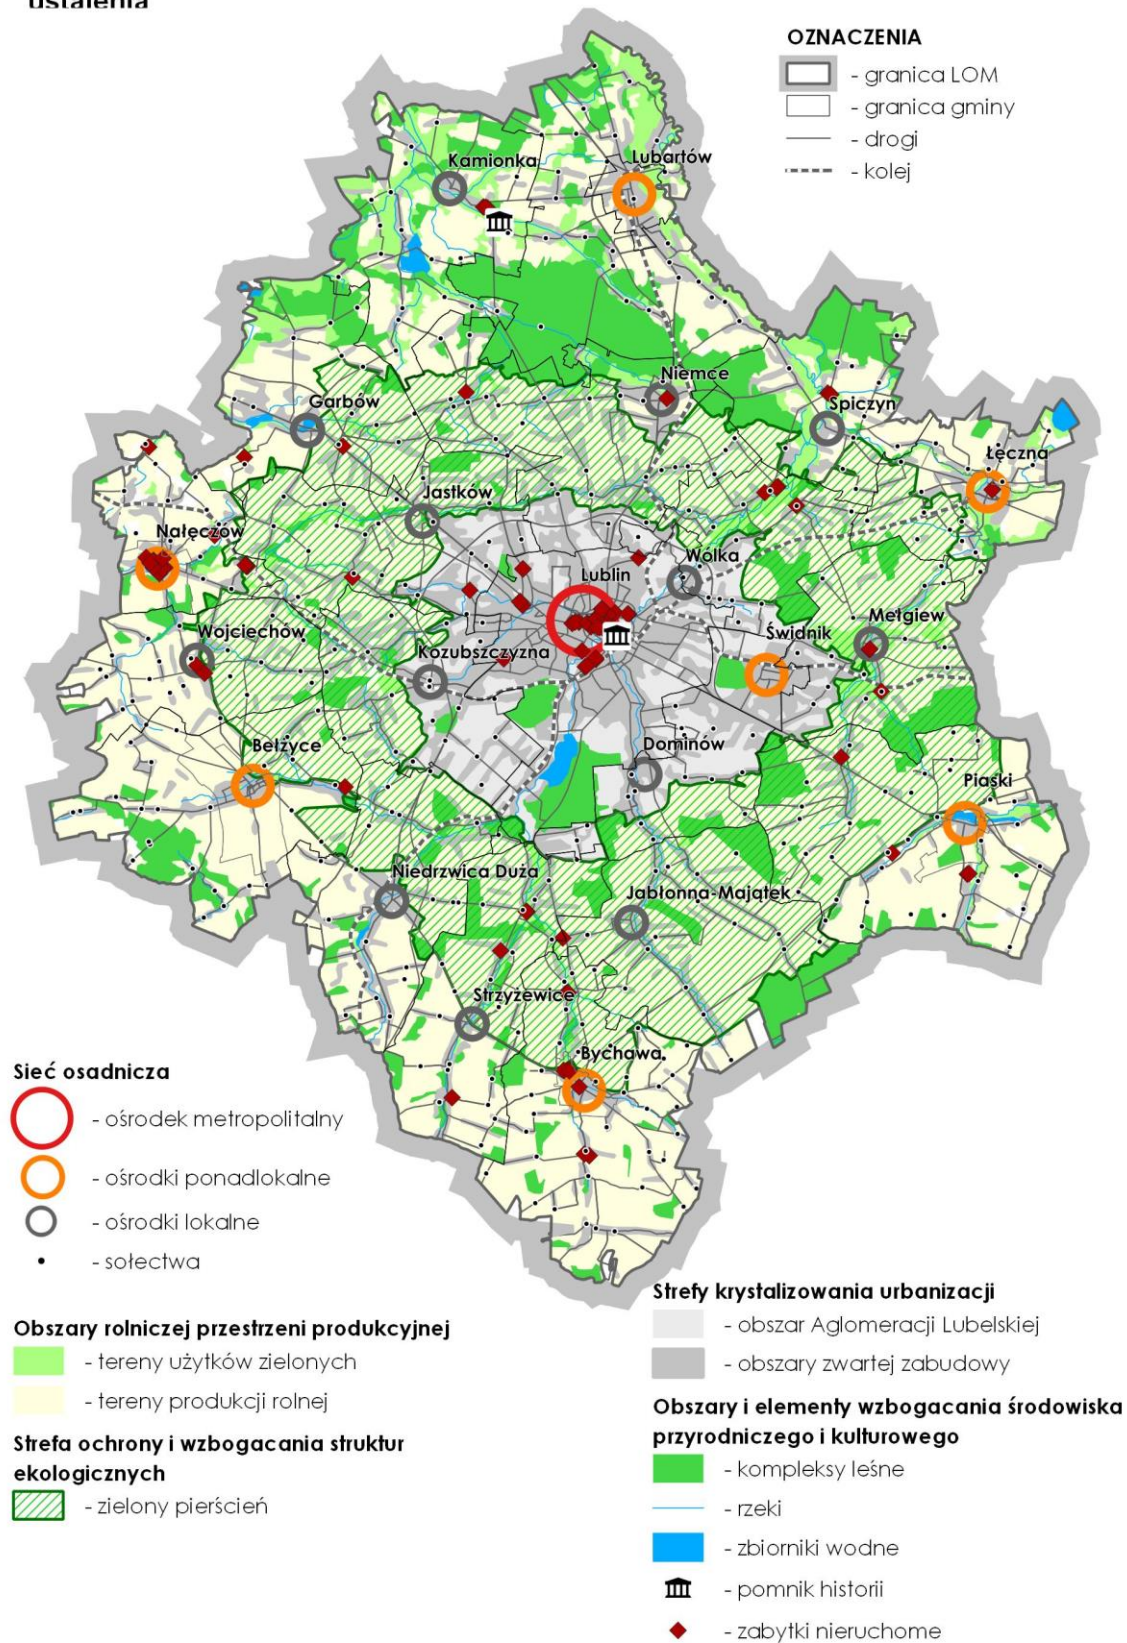 ustalenia
OZNACZENIA
- granica LOM
- granica gminy
- drogi
- kolej
Kamionka
Lubartów
Niemce
Garbów
Spiczyn
Łęczna
Jastków
Nałęczów
Wólka
Lublin
Mełgiew
Wojciechów
Świdnik
Kozubszczyzna
Bełżyce
Dominów
Piaski
Niedrzwica Duża
Jabłonna-Majątek
Strzyżewice
Bychawa
Sieć osadnicza
- ośrodek metropolitalny
- ośrodki ponadlokalne
- ośrodki lokalne
- sołectwa
Obszary rolniczej przestrzeni produkcyjnej
- tereny użytków zielonych
- tereny produkcji rolnej
Strefa ochrony i wzbogacania struktur
ekologicznych
- zielony pierścień
Strefy krystalizowania urbanizacji
- obszar Aglomeracji Lubelskiej
- obszary zwartej zabudowy
Obszary i elementy wzbogacania środowiska
przyrodniczego i kulturowego
- kompleksy leśne
- rzeki
- zbiorniki wodne
- pomnik historii
- zabytki nieruchome